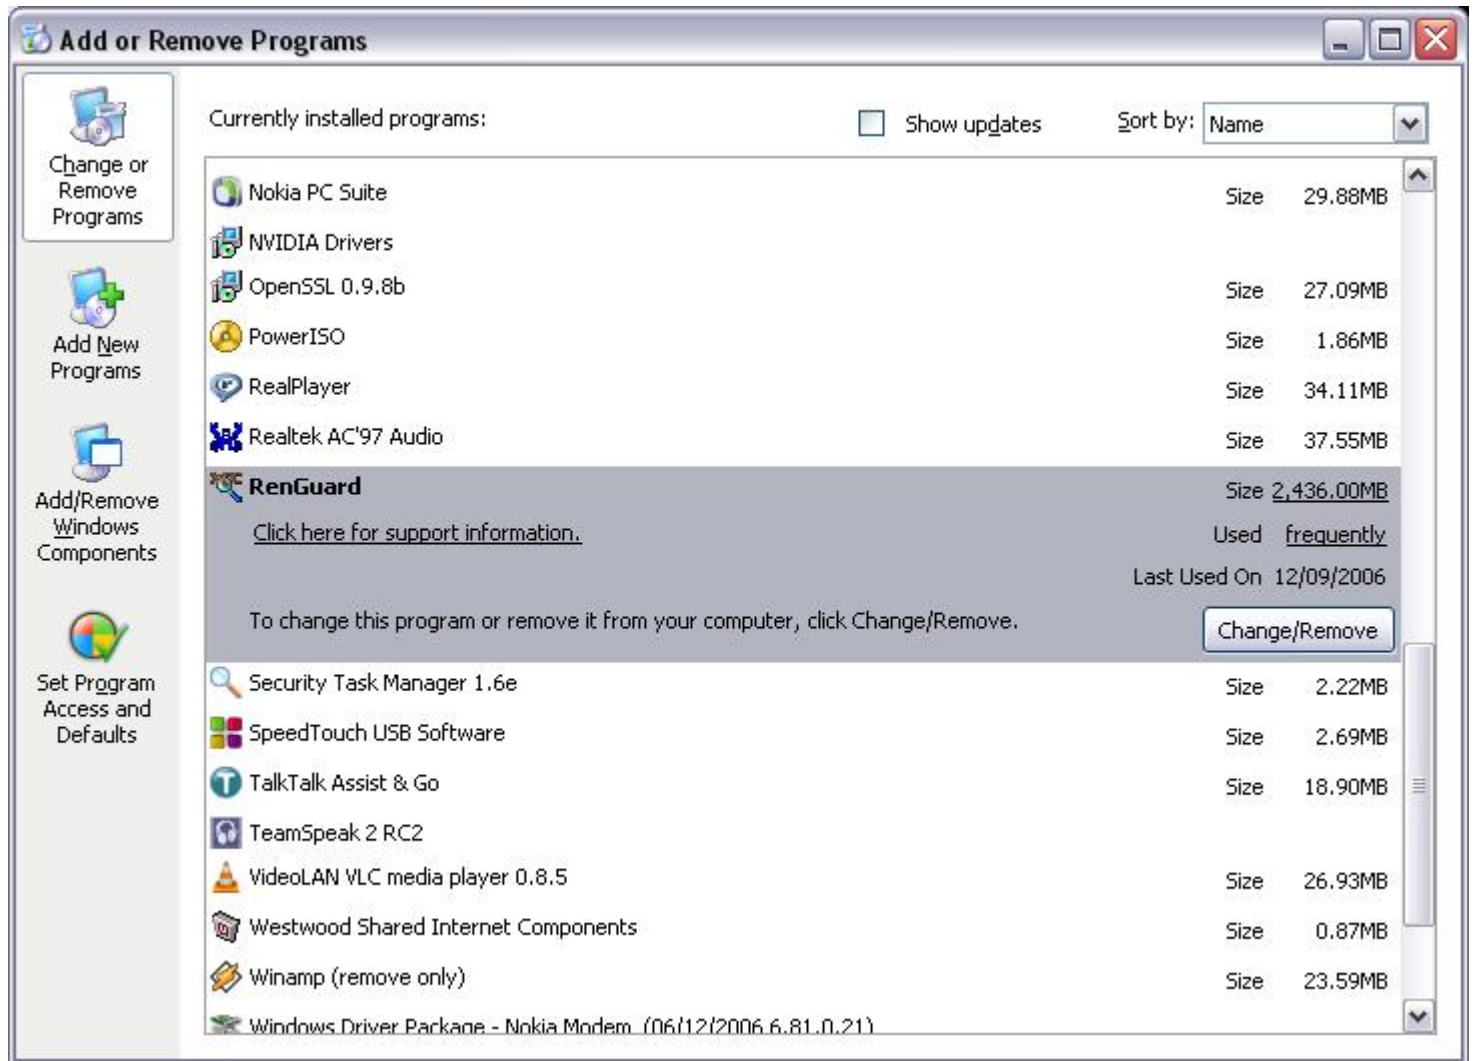 Add or Remove Programs
Change or
Remove
Programs
Add New
Programs
Add/Remove
Windows
Components
Set Program
Access and
Defaults
Currently installed programs:
Show updates
Sort by: Name
Nokia PC Suite Size 29.88MB
NVIDIA Drivers
OpenSSL 0.9.8b Size 27.09MB
PowerISO Size 1.86MB
RealPlayer Size 34.11MB
Realtek AC'97 Audio Size 37.55MB
RenGuard Size 2,436.00MB
Click here for support information. Used frequently
Last Used On 12/09/2006
To change this program or remove it from your computer, click Change/Remove. Change/Remove
Security Task Manager 1.6e Size 2.22MB
SpeedTouch USB Software Size 2.69MB
TalkTalk Assist & Go Size 18.90MB
TeamSpeak 2 RC2
VideoLAN VLC media player 0.8.5 Size 26.93MB
Westwood Shared Internet Components Size 0.87MB
Winamp (remove only) Size 23.59MB
Windows Driver Package - Nokia Modem (06/12/2006 6.81.0.21)